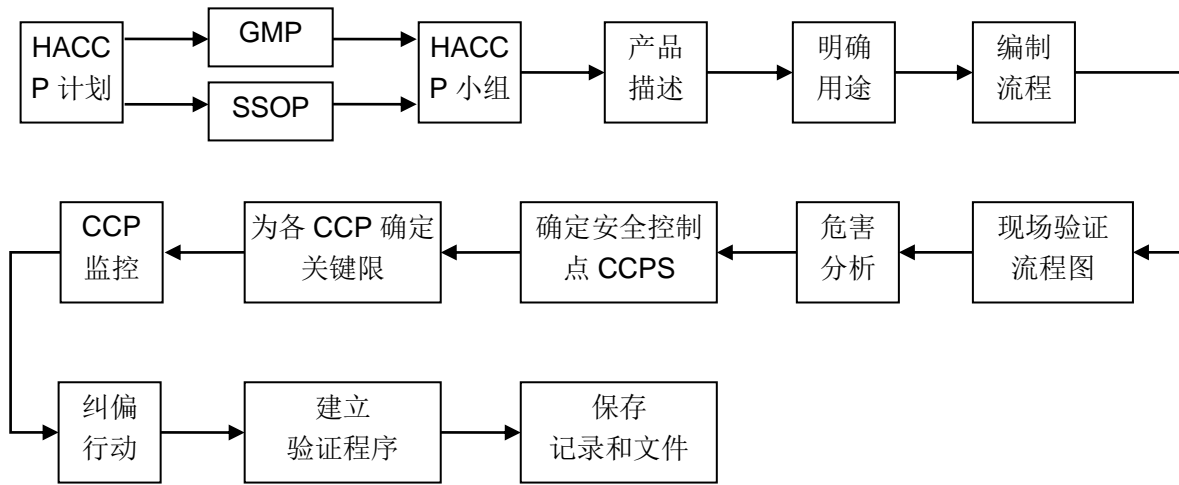 HACC
P 计划
GMP
SSOP
HACC
P 小组
产品
描述
明确
用途
编制
流程
现场验证
流程图
危害
分析
确定安全控制
点 CCPS
为各 CCP 确定
关键限
CCP
监控
纠偏
行动
建立
验证程序
保存
记录和文件